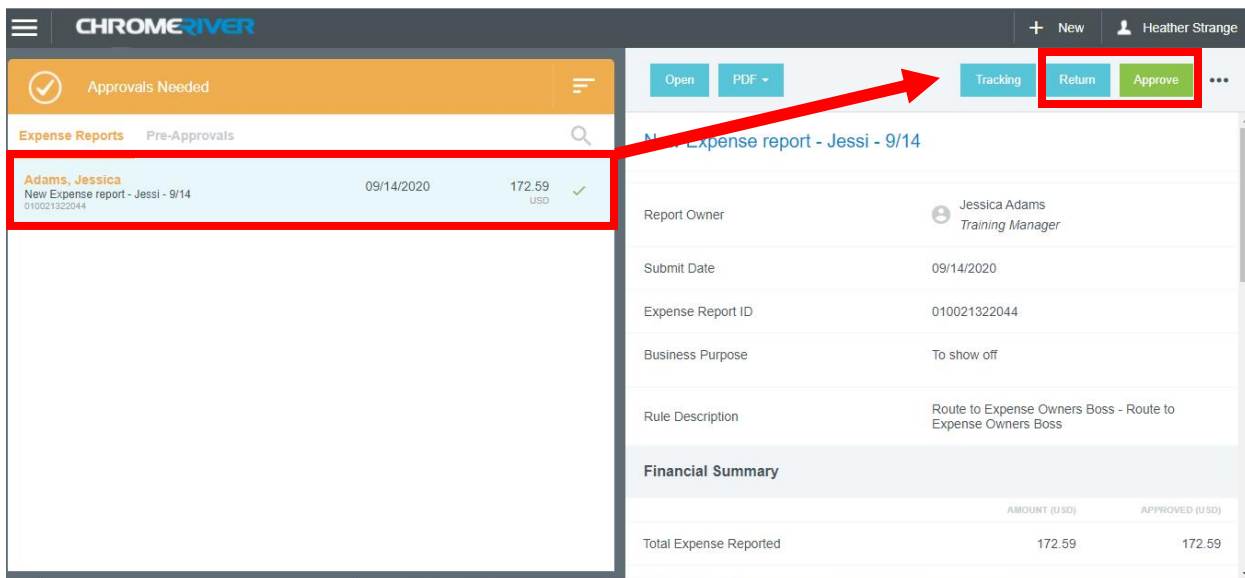 CHROMERIVER
+ New
Heather Strange
Approvals Needed
Expense Reports Pre-Approvals
Adams, Jessica
New Expense report - Jessi - 9/14
010021322044
09/14/2020
172.59
USD
Open PDF Tracking Return Approve
Expense report - Jessi - 9/14
Report Owner
Jessica Adams
Training Manager
Submit Date 09/14/2020
Expense Report ID 010021322044
Business Purpose To show off
Rule Description
Route to Expense Owners Boss - Route to
Expense Owners Boss
Financial Summary
AMOUNT (USD) APPROVED (USD)
Total Expense Reported 172.59 172.59